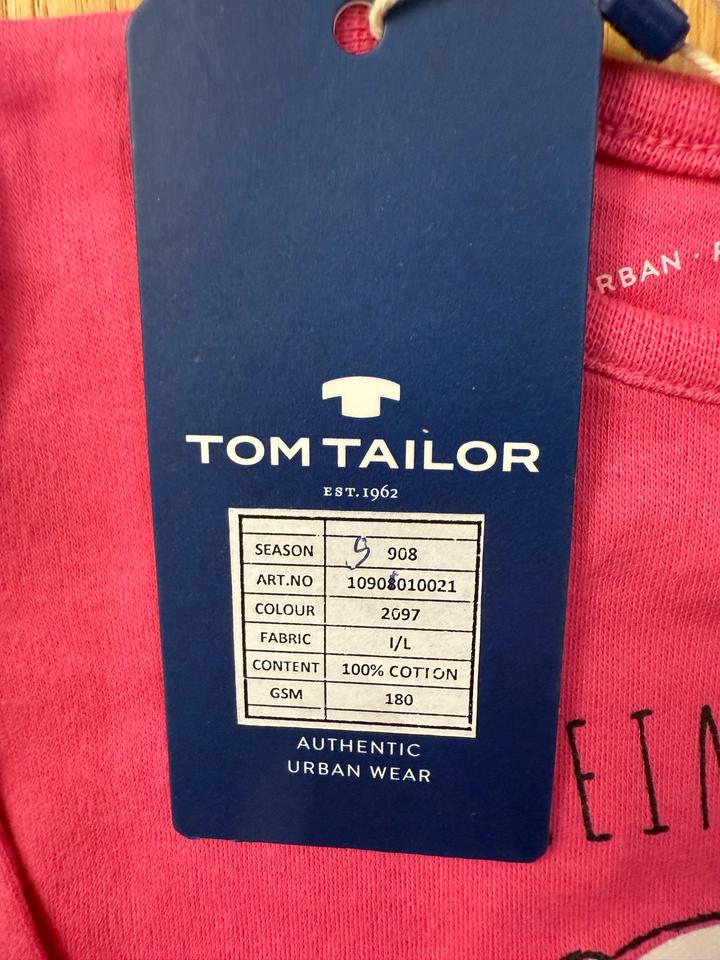 RBAN ·
TOM TAILOR
EST.1962
SEASON 9 908
ART.NO 10908010021
COLOUR 2097
FABRIC I/L
CONTENT 100% COTTON
GSM 180
AUTHENTIC
URBAN WEAR
EIN